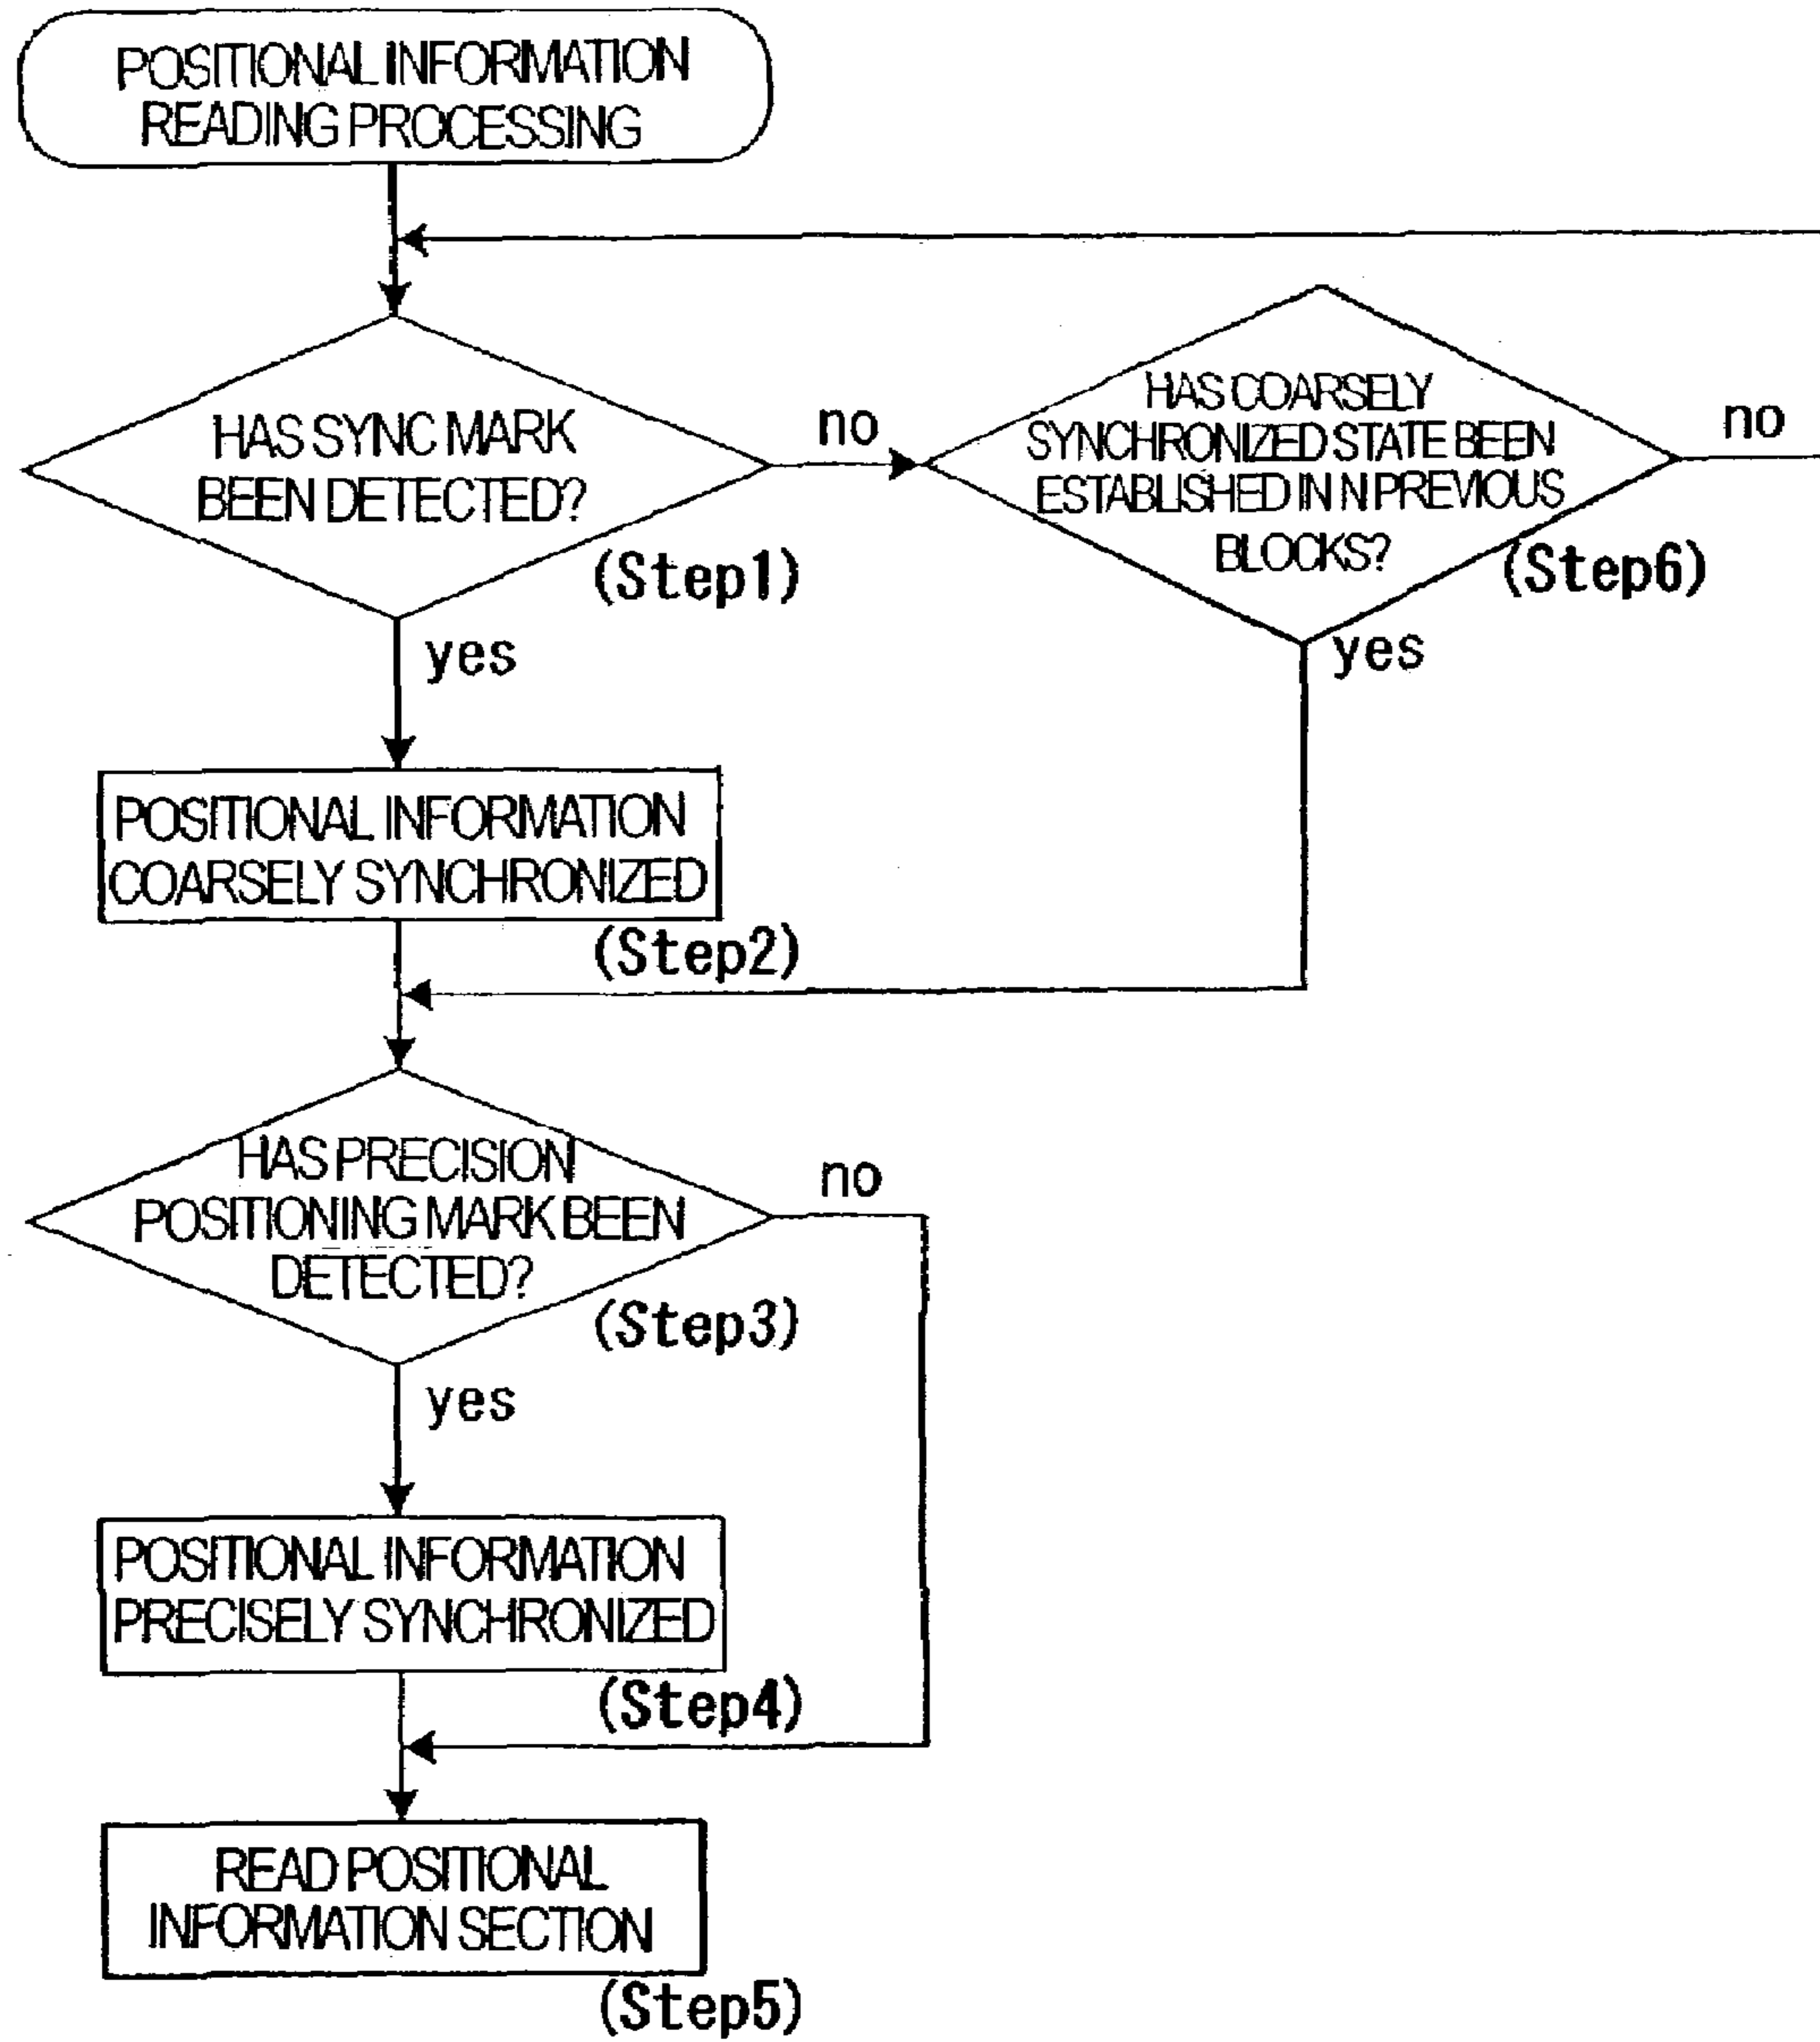 POSITIONAL INFORMATION
READING PROCESSING
HAS SYNC MARK
BEEN DETECTED?
(Step1)
no
HAS COARSELY
SYNCHRONIZED STATE BEEN
ESTABLISHED IN N PREVIOUS
BLOCKS?
(Step6)
no
yes
yes
POSITIONAL INFORMATION
COARSELY SYNCHRONIZED
(Step2)
HAS PRECISION
POSITIONING MARK BEEN
DETECTED?
(Step3)
no
yes
POSITIONAL INFORMATION
PRECISELY SYNCHRONIZED
(Step4)
READ POSITIONAL
INFORMATION SECTION
(Step5)